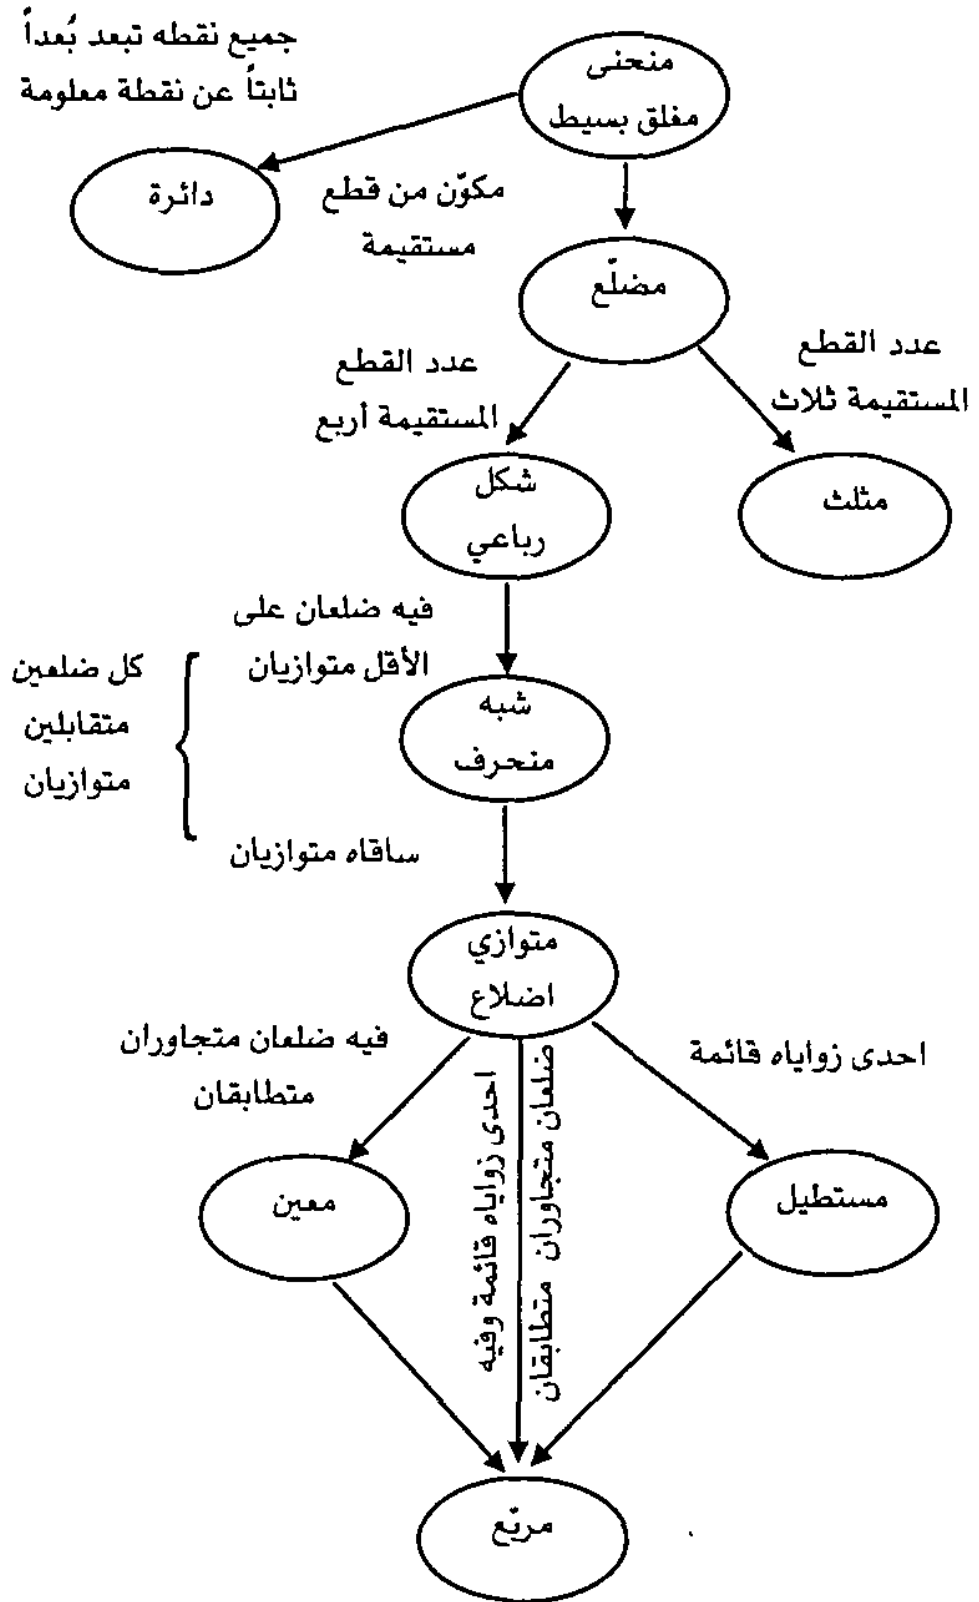 جميع نقطه تبعد بُعداً
ثابتاً عن نقطة معلومة
منحنى
مغلق بسيط
دائرة
مكوّن من قطع
مستقيمة
مضلّع
عدد القطع
المستقيمة ثلاث
عدد القطع
المستقيمة أربع
مثلث
شكل
رباعي
فيه ضلعان على
الأقل متوازيان
كل ضلعين
متقابلين
متوازيان
شبه
منحرف
ساقاه متوازيان
متوازي
اضلاع
احدى زواياه قائمة
فيه ضلعان متجاوران
متطابقان
احدى زواياه قائمة وفيه
ضلعان متجاوران متطابقان
مستطيل
معين
مربّع